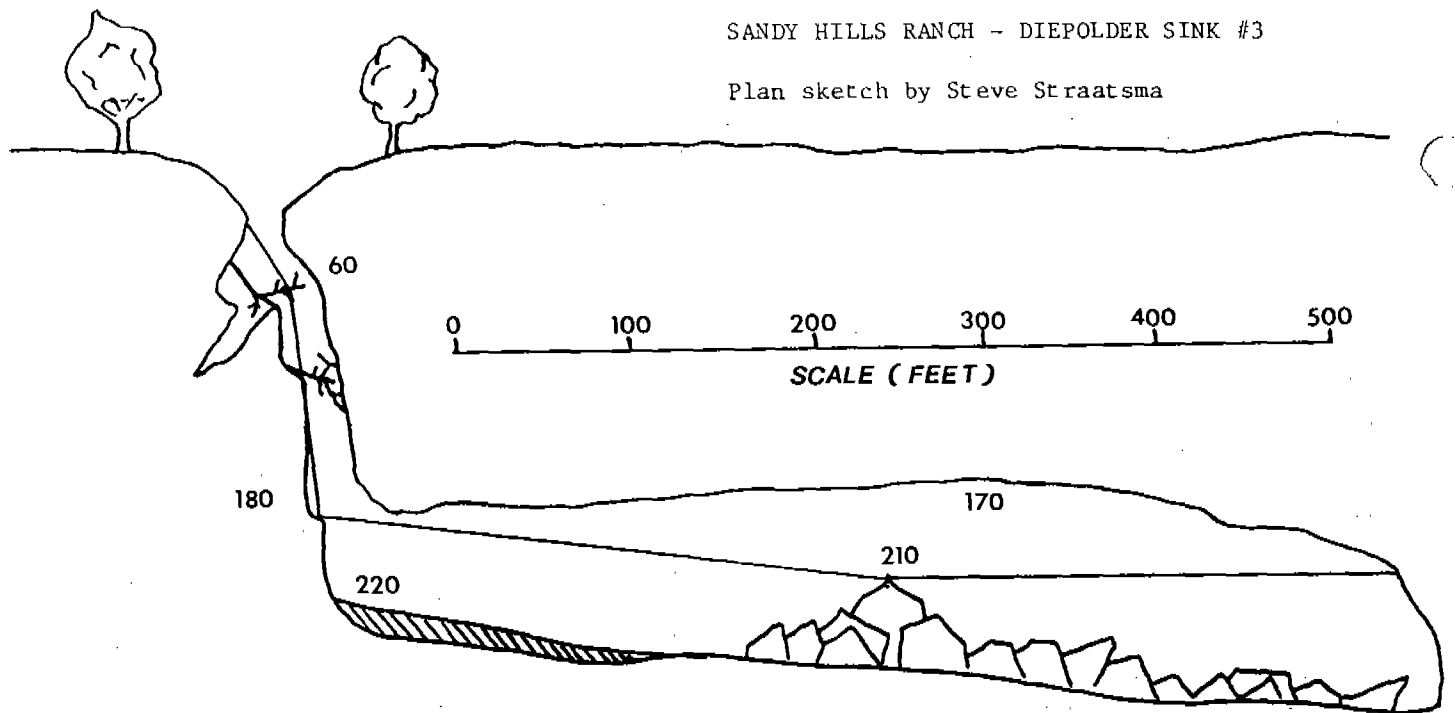 SANDY HILLS RANCH - DIEPOLDER SINK #3
Plan sketch by Steve Straatsma
60
0 100 200 300 400 500
SCALE (FEET)
180
170
210
220